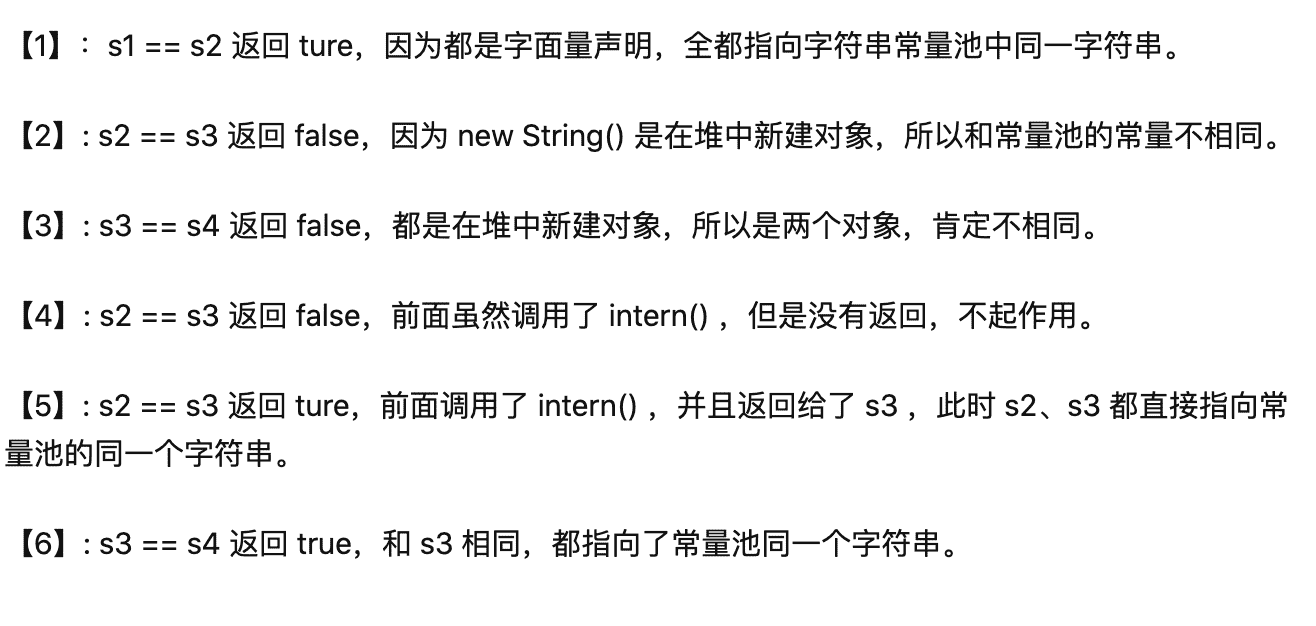 【1】：s1 == s2 返回 ture，因为都是字面量声明，全都指向字符串常量池中同一字符串。
【2】: s2 == s3 返回 false，因为 new String() 是在堆中新建对象，所以和常量池的常量不相同。
【3】: s3 == s4 返回 false，都是在堆中新建对象，所以是两个对象，肯定不相同。
【4】: s2 == s3 返回 false，前面虽然调用了 intern() ，但是没有返回，不起作用。
【5】: s2 == s3 返回 ture，前面调用了 intern() ，并且返回给了 s3 ，此时 s2、s3 都直接指向常
量池的同一个字符串。
【6】: s3 == s4 返回 true，和 s3 相同，都指向了常量池同一个字符串。